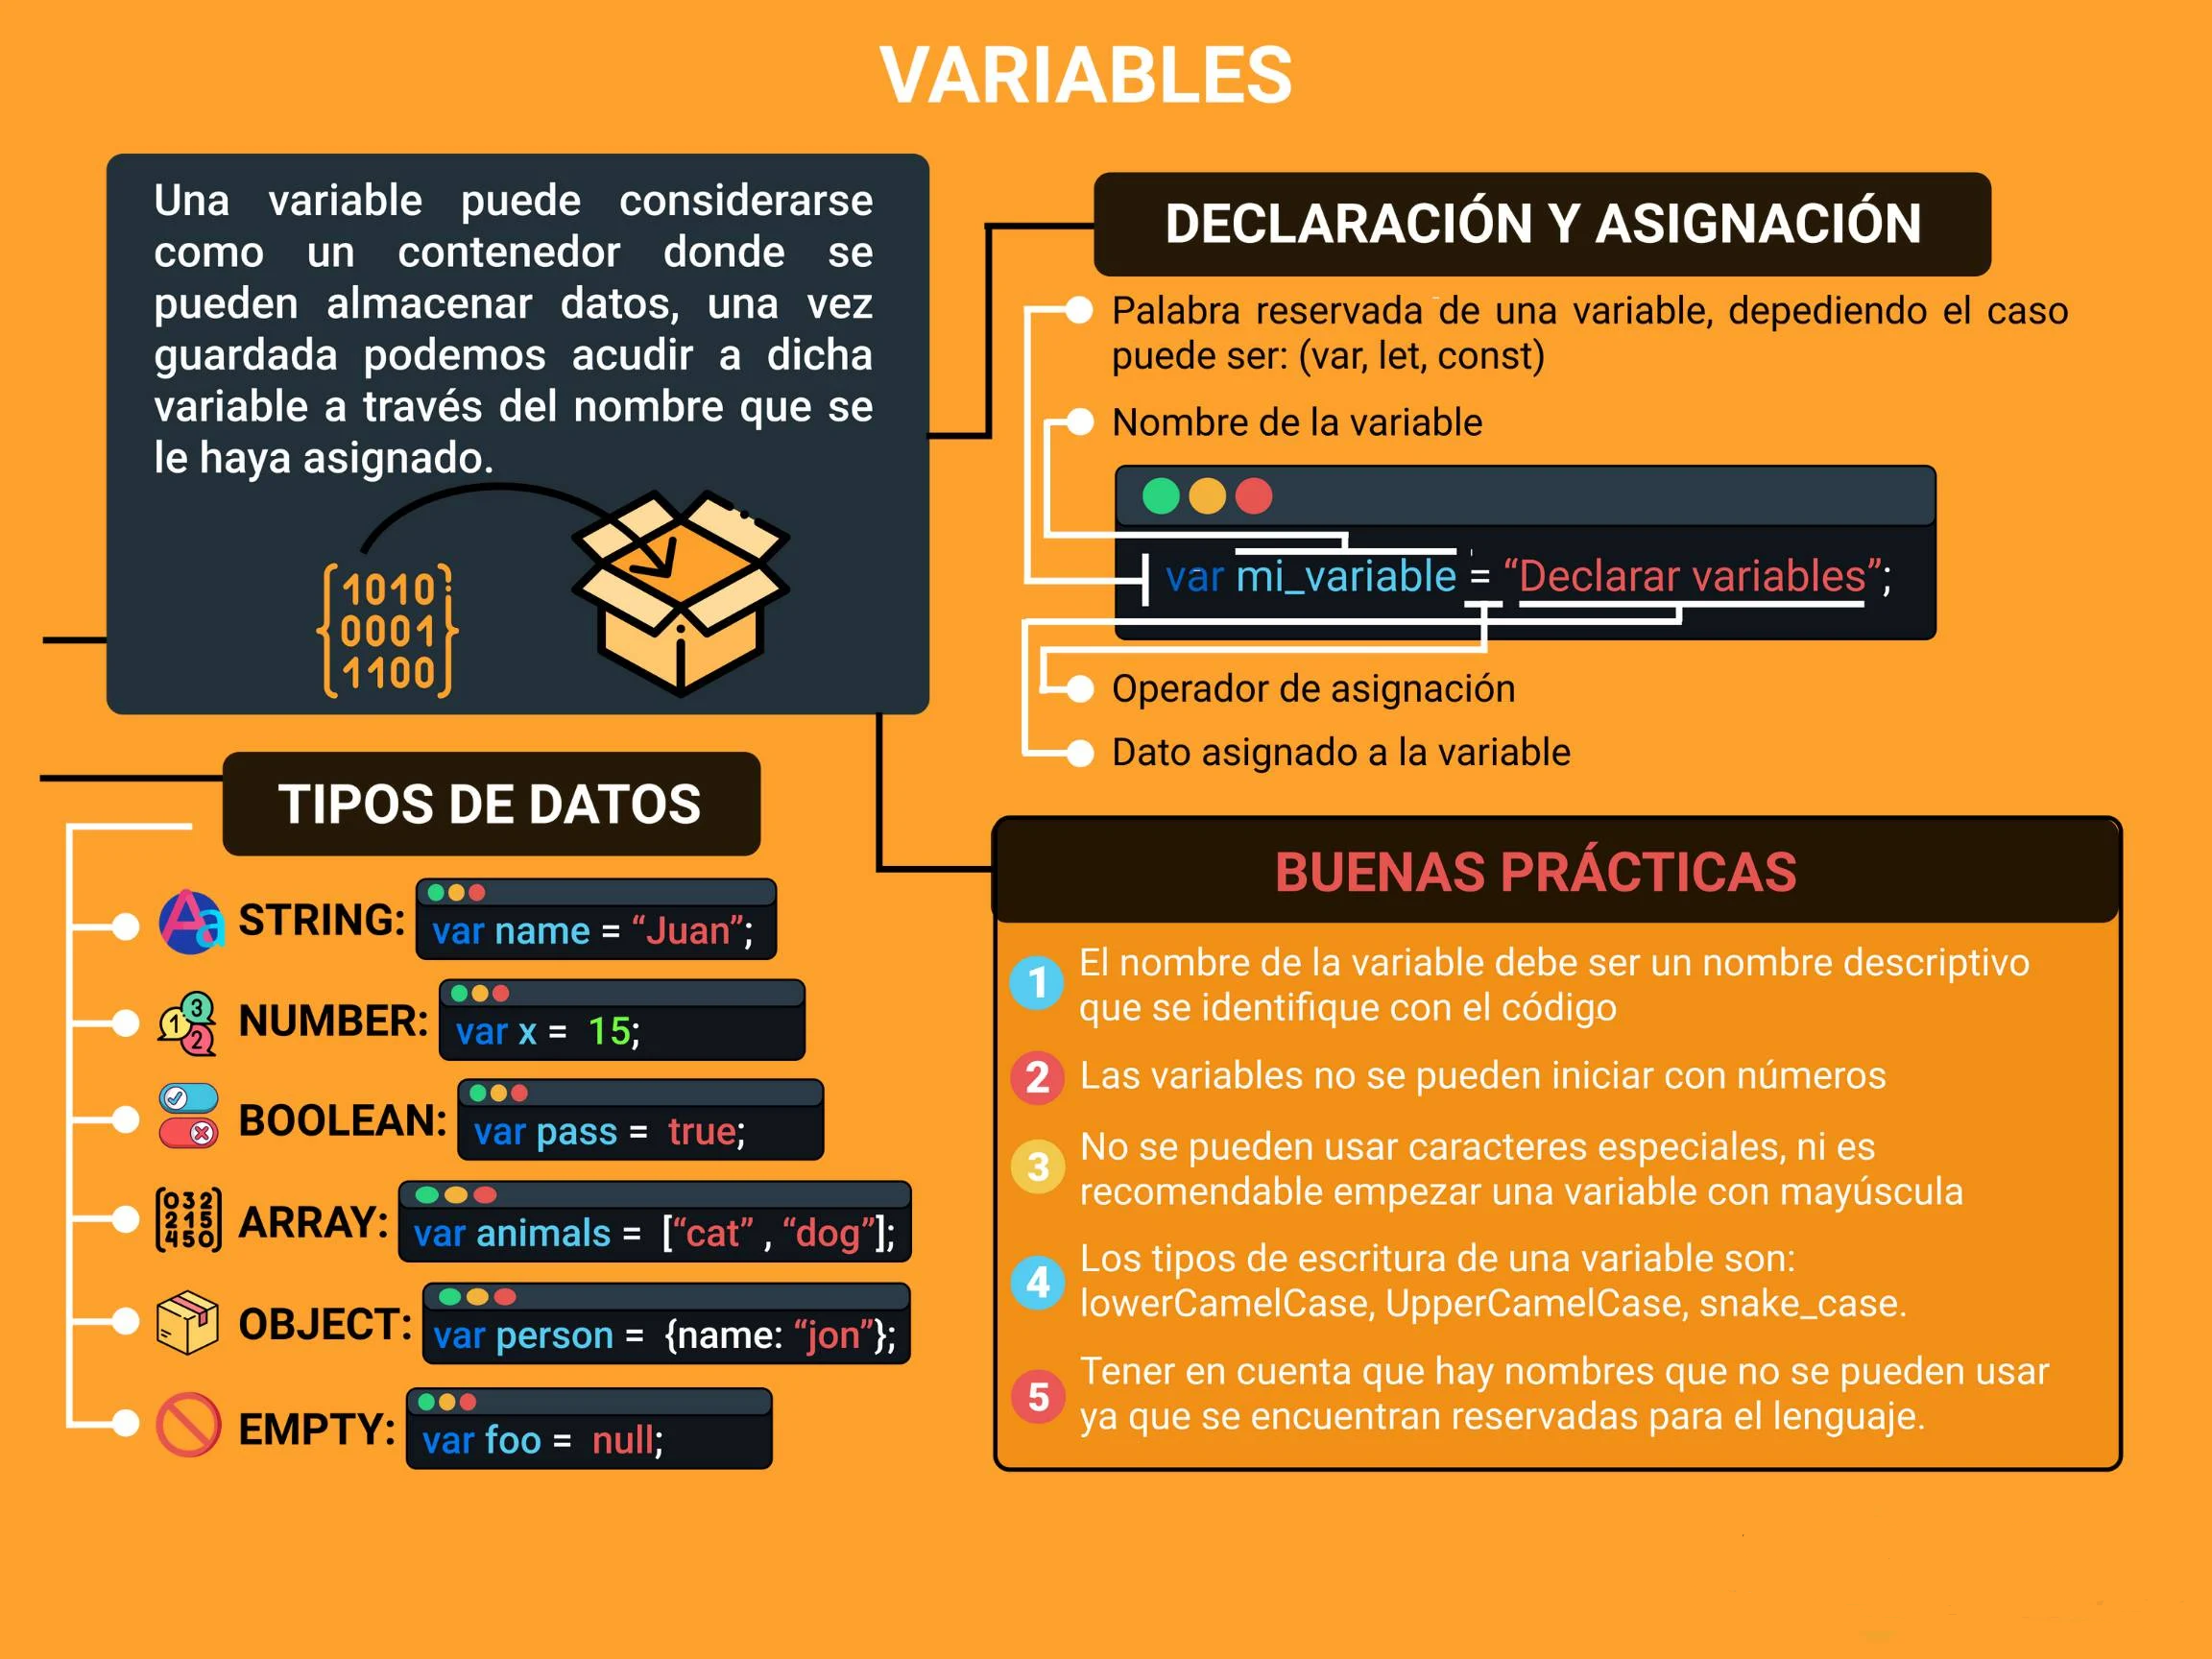 VARIABLES
Una variable puede considerarse
como un contenedor donde se
pueden almacenar datos, una vez
guardada podemos acudir a dicha
variable a través del nombre que se
le haya asignado.
1010
0001
1100
DECLARACIÓN Y ASIGNACIÓN
Palabra reservada de una variable, depediendo el caso
puede ser: (var, let, const)
Nombre de la variable
var mi_variable = “Declarar variables”;
Operador de asignación
Dato asignado a la variable
TIPOS DE DATOS
Aa STRING: var name = “Juan”;
1 3 2 NUMBER: var x = 15;
BOOLEAN: var pass = true;
032
215
450
ARRAY: var animals = [“cat” , “dog”];
OBJECT: var person = {name: “jon”};
EMPTY: var foo = null;
BUENAS PRÁCTICAS
1 El nombre de la variable debe ser un nombre descriptivo
que se identifique con el código
2 Las variables no se pueden iniciar con números
3 No se pueden usar caracteres especiales, ni es
recomendable empezar una variable con mayúscula
4 Los tipos de escritura de una variable son:
lowerCamelCase, UpperCamelCase, snake_case.
5 Tener en cuenta que hay nombres que no se pueden usar
ya que se encuentran reservadas para el lenguaje.